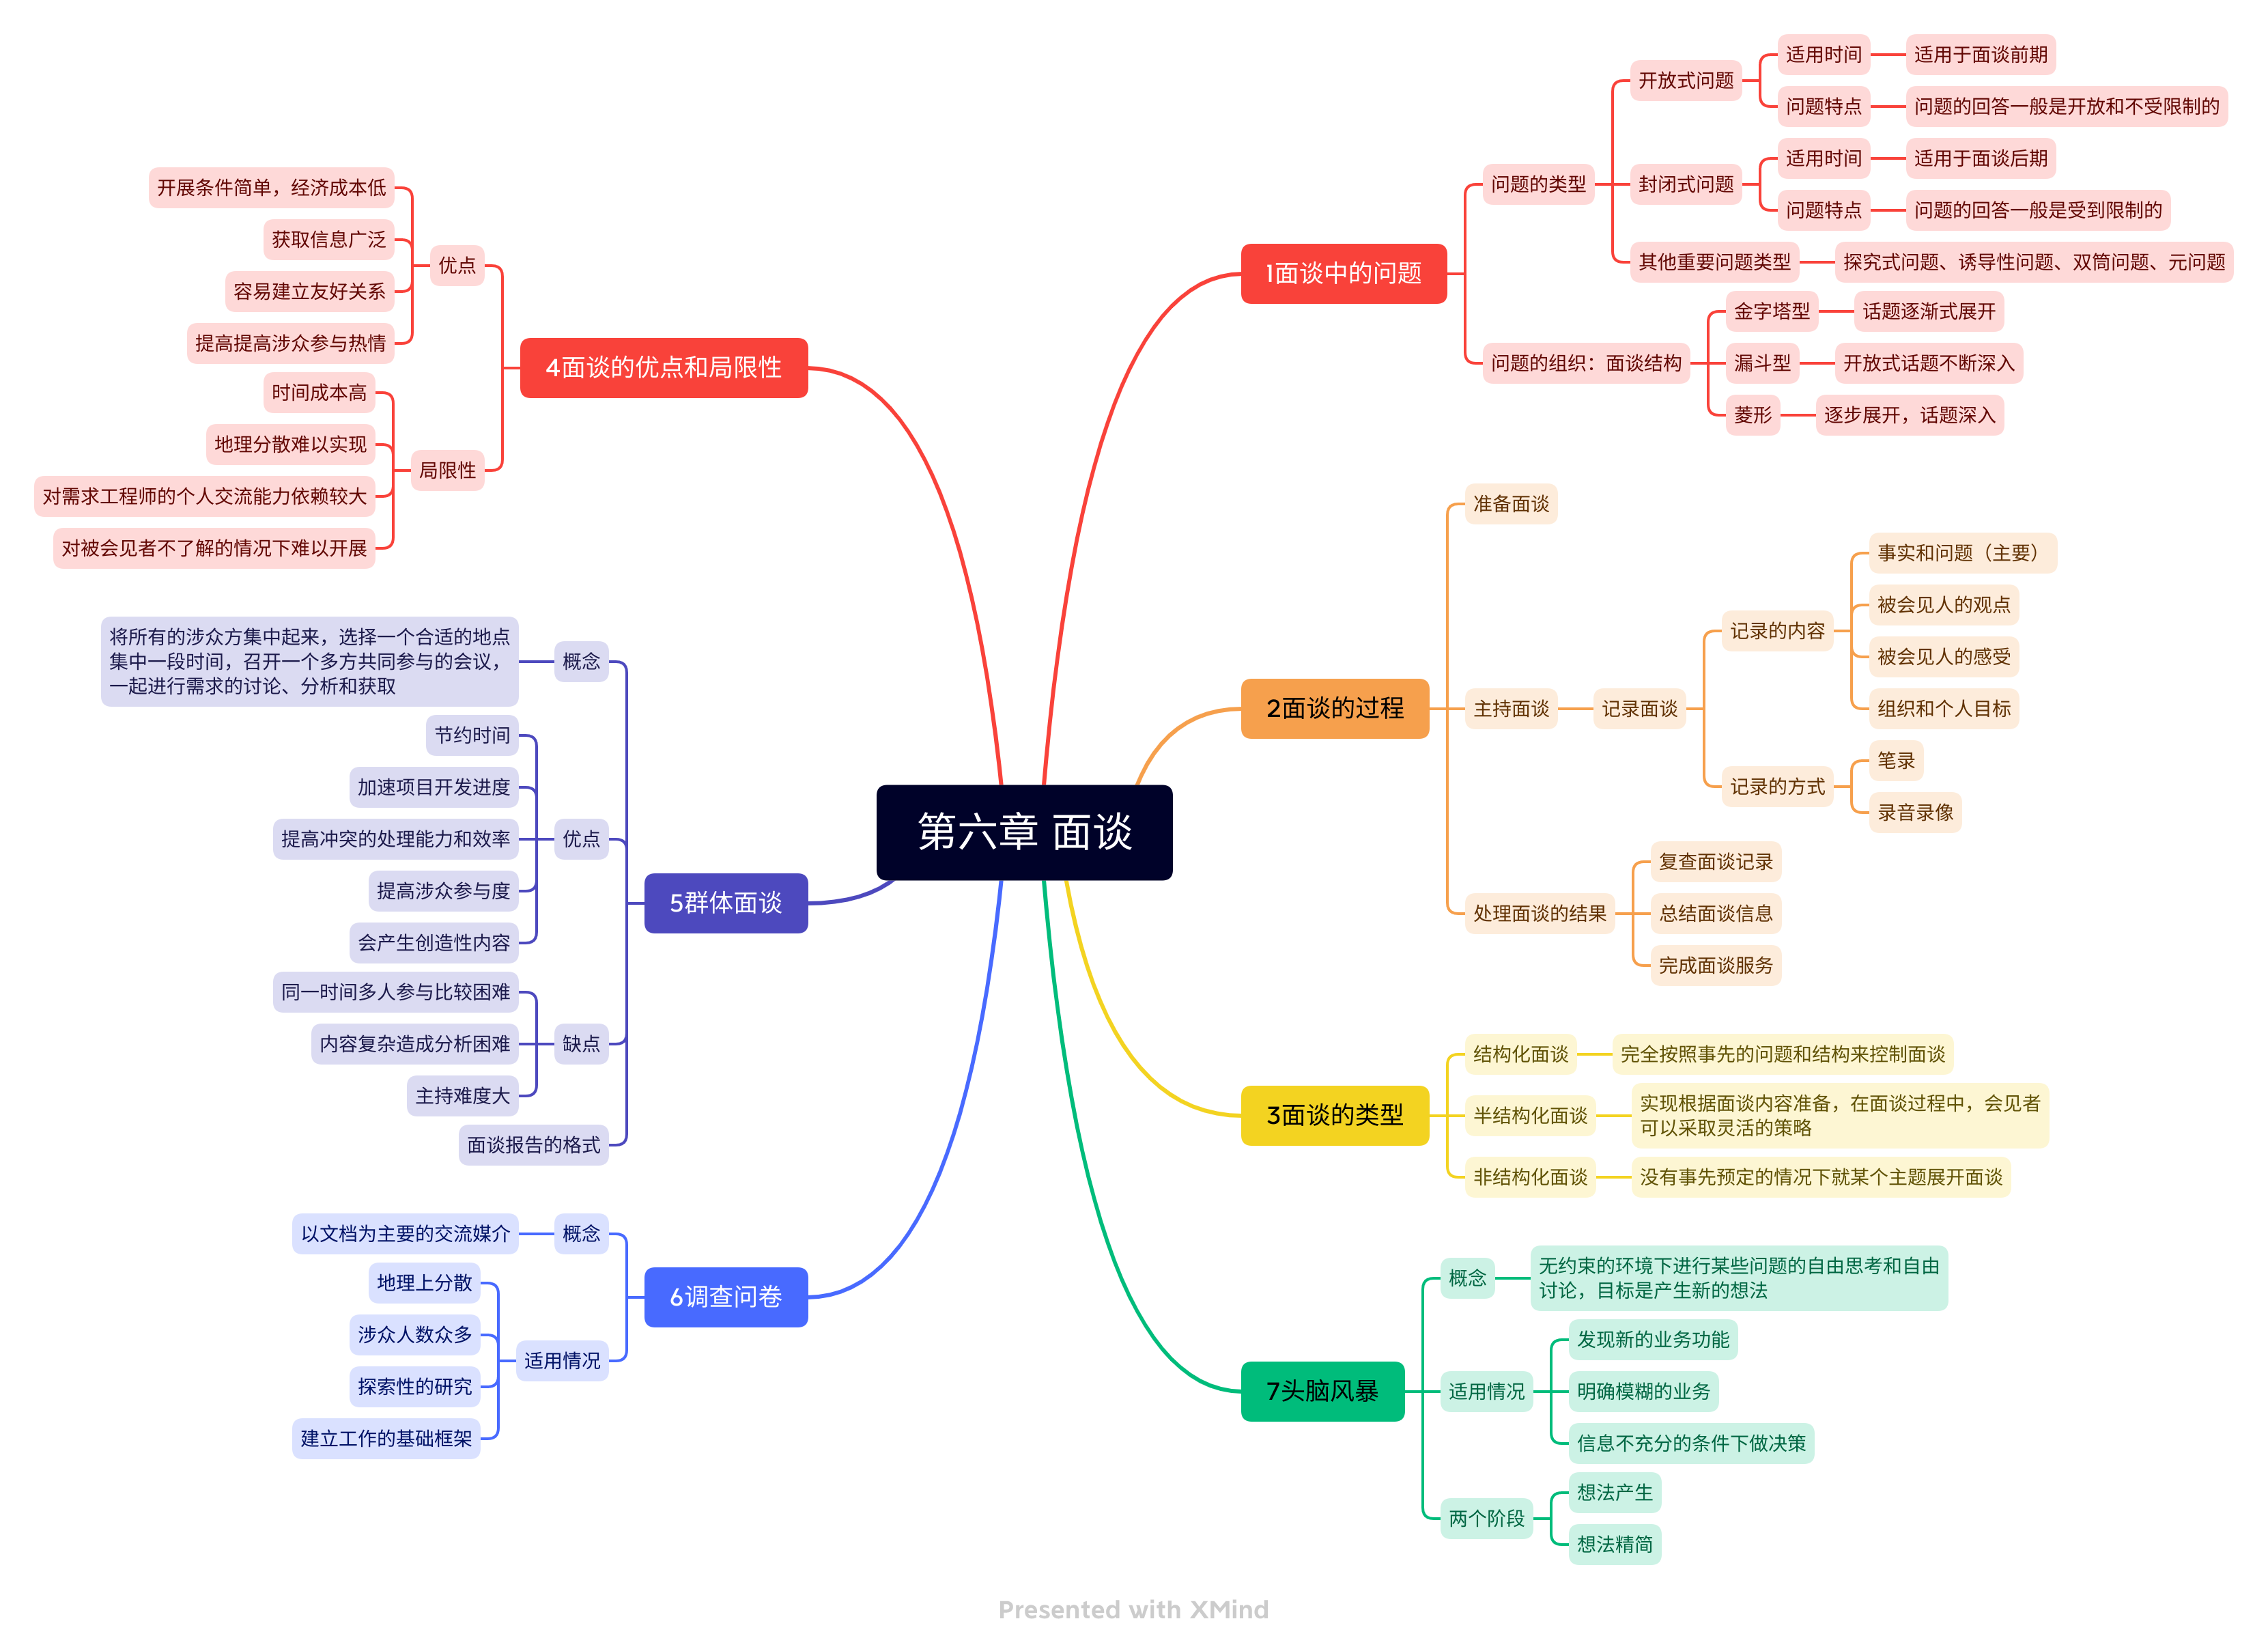 第六章 面谈
1面谈中的问题
问题的类型
开放式问题
适用时间
适用于面谈前期
问题特点
问题的回答一般是开放和不受限制的
封闭式问题
适用时间
适用于面谈后期
问题特点
问题的回答一般是受到限制的
其他重要问题类型
探究式问题、诱导性问题、双筒问题、元问题
问题的组织：面谈结构
金字塔型
话题逐渐式展开
漏斗型
开放式话题不断深入
菱形
逐步展开，话题深入
2面谈的过程
准备面谈
主持面谈
记录面谈
记录的内容
事实和问题（主要）
被会见人的观点
被会见人的感受
组织和个人目标
记录的方式
笔录
录音录像
处理面谈的结果
复查面谈记录
总结面谈信息
完成面谈服务
3面谈的类型
结构化面谈
完全按照事先的问题和结构来控制面谈
半结构化面谈
实现根据面谈内容准备，在面谈过程中，会见者
可以采取灵活的策略
非结构化面谈
没有事先预定的情况下就某个主题展开面谈
4面谈的优点和局限性
优点
开展条件简单，经济成本低
获取信息广泛
容易建立友好关系
提高提高涉众参与热情
局限性
时间成本高
地理分散难以实现
对需求工程师的个人交流能力依赖较大
对被会见者不了解的情况下难以开展
5群体面谈
概念
将所有的涉众方集中起来，选择一个合适的地点
集中一段时间，召开一个多方共同参与的会议，
一起进行需求的讨论、分析和获取
优点
节约时间
加速项目开发进度
提高冲突的处理能力和效率
提高涉众参与度
会产生创造性内容
缺点
同一时间多人参与比较困难
内容复杂造成分析困难
主持难度大
面谈报告的格式
6调查问卷
概念
以文档为主要的交流媒介
适用情况
地理上分散
涉众人数众多
探索性的研究
建立工作的基础框架
7头脑风暴
概念
无约束的环境下进行某些问题的自由思考和自由
讨论，目标是产生新的想法
适用情况
发现新的业务功能
明确模糊的业务
信息不充分的条件下做决策
两个阶段
想法产生
想法精简
Presented with XMind